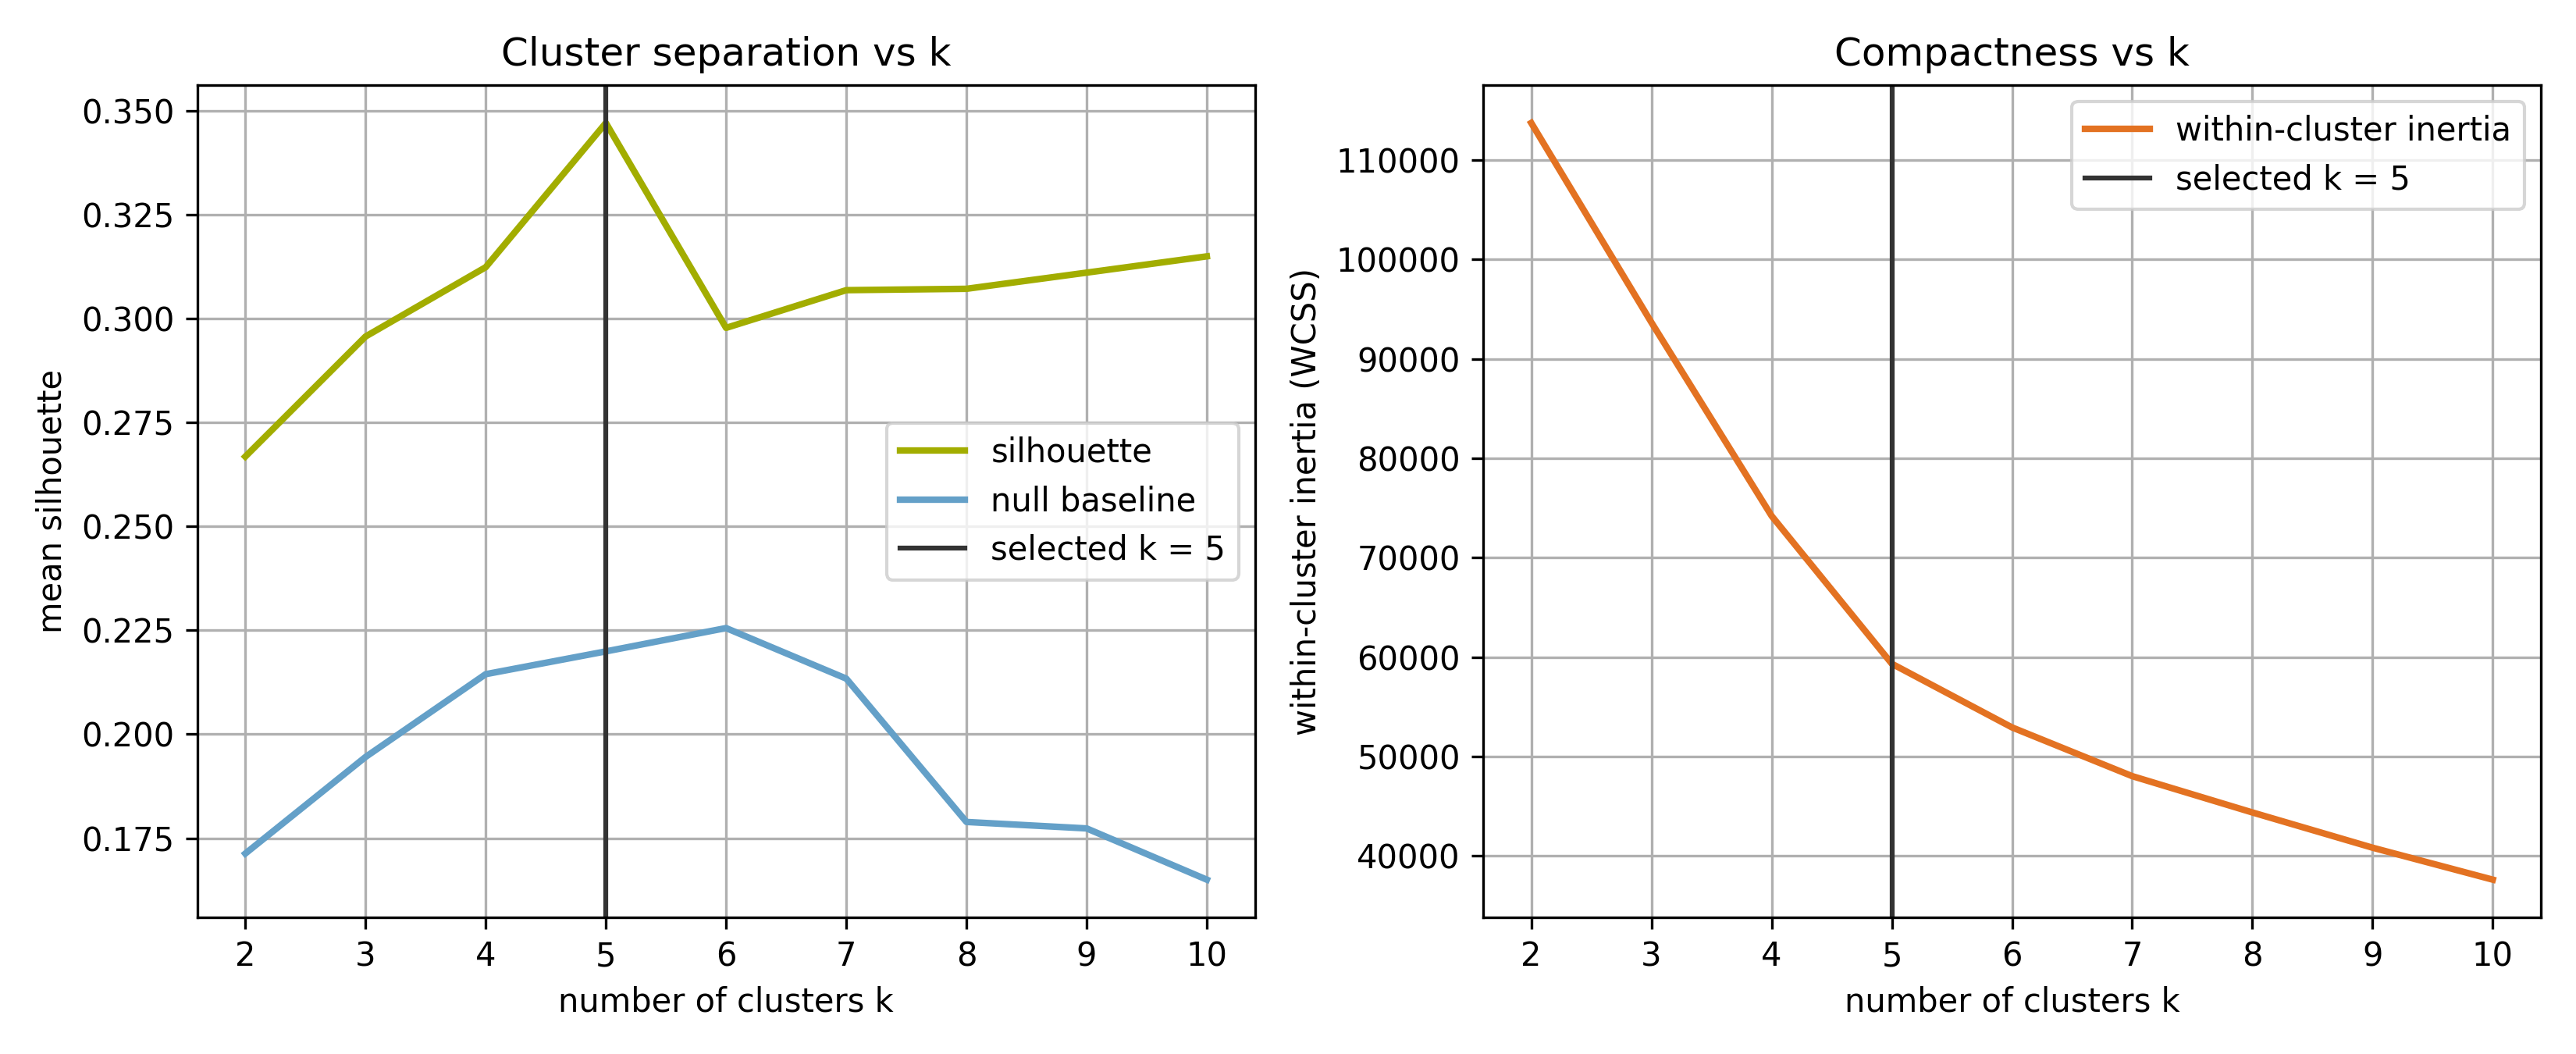 Cluster separation vs k
0.350
0.325
0.300
0.275
0.250
0.225
0.200
0.175
mean silhouette
silhouette
null baseline
selected k = 5
2 3 4 5 6 7 8 9 10
number of clusters k
Compactness vs k
110000
100000
90000
80000
70000
60000
50000
40000
within-cluster inertia (WCSS)
within-cluster inertia
selected k = 5
2 3 4 5 6 7 8 9 10
number of clusters k